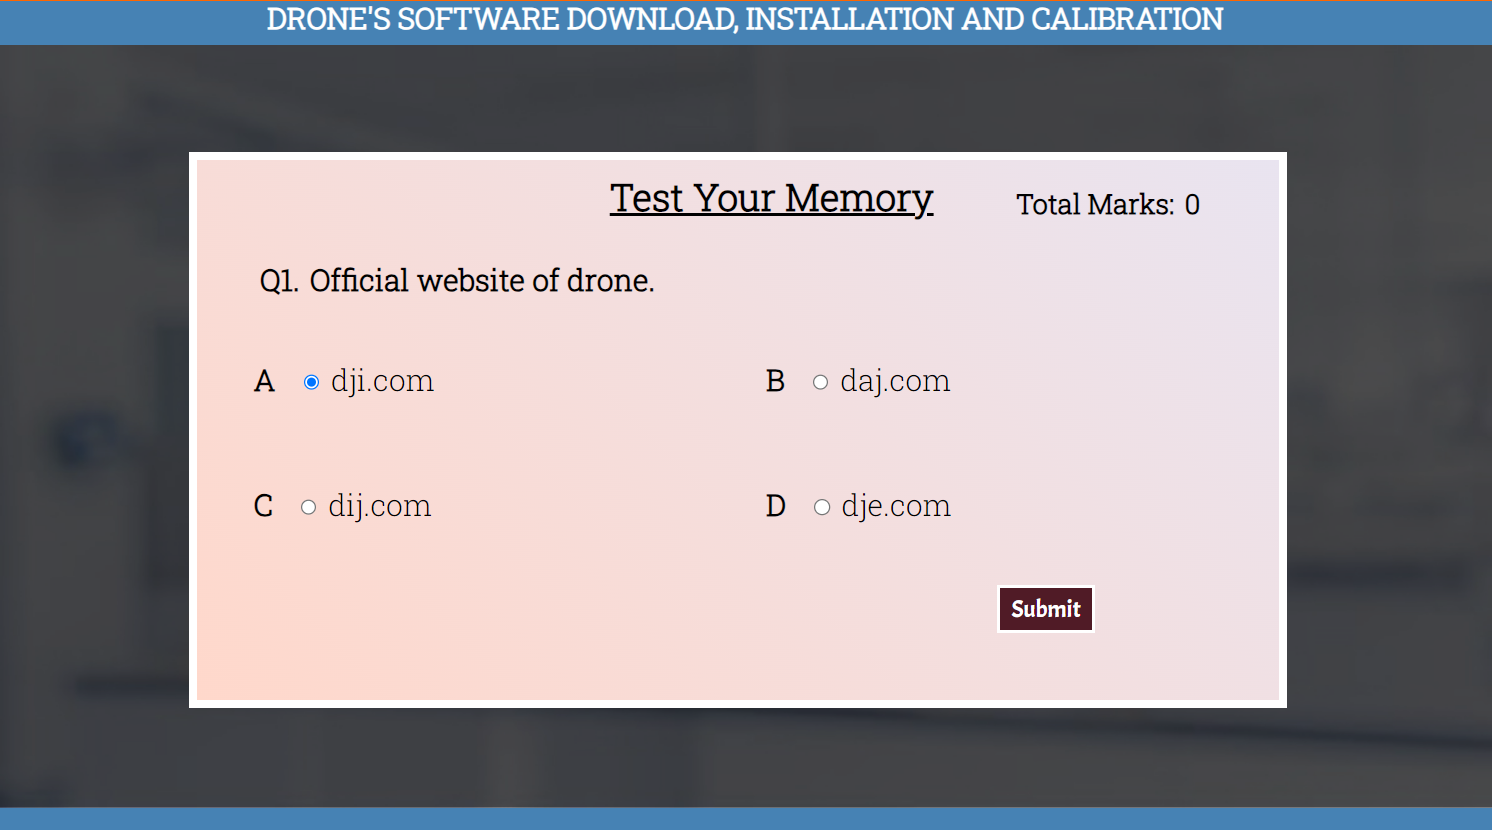 DRONE'S SOFTWARE DOWNLOAD, INSTALLATION AND CALIBRATION
Test Your Memory
Total Marks: 0
Q1. Official website of drone.
A dji.com
B daj.com
C dij.com
D dje.com
Submit